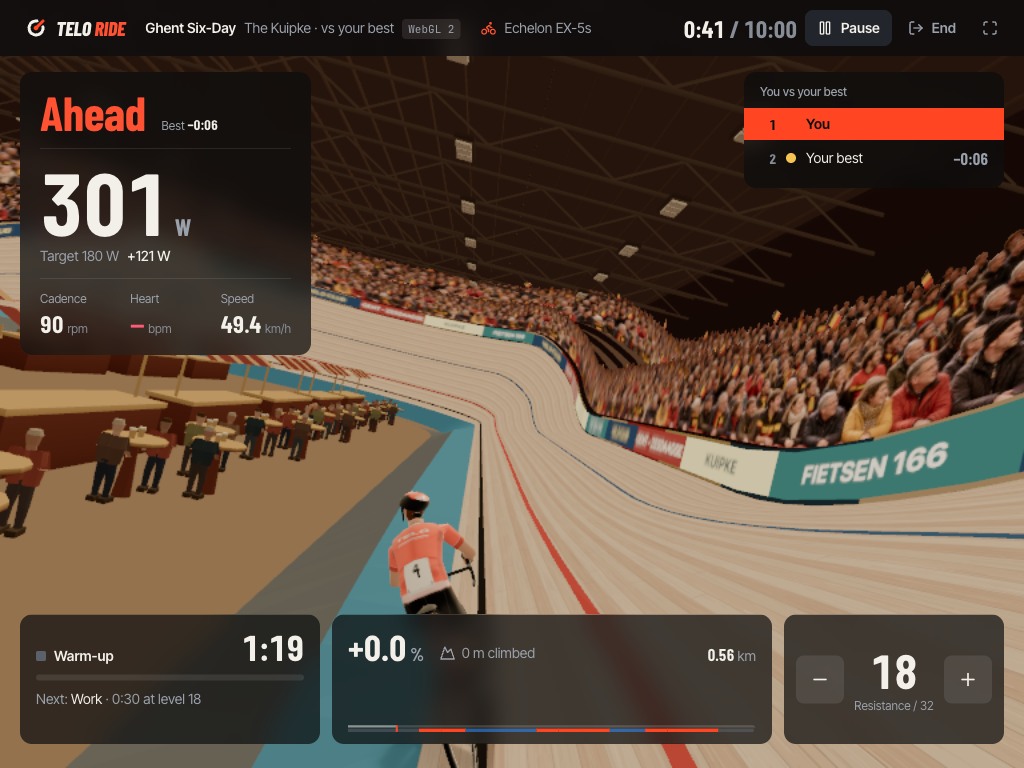 TELO RIDE
Ghent Six-Day The Kuipke · vs your best WebGL 2 Echelon EX-5s
0:41 / 10:00
Pause
End
Ahead Best −0:06
301 W
Target 180 W +121 W
Cadence Heart Speed
90 rpm — bpm 49.4 km/h
You vs your best
1 You
2 Your best −0:06
KUIPKE
FIETSEN 166
Warm-up 1:19
Next: Work · 0:30 at level 18
+0.0 % 0 m climbed 0.56 km
− 18 +
Resistance / 32